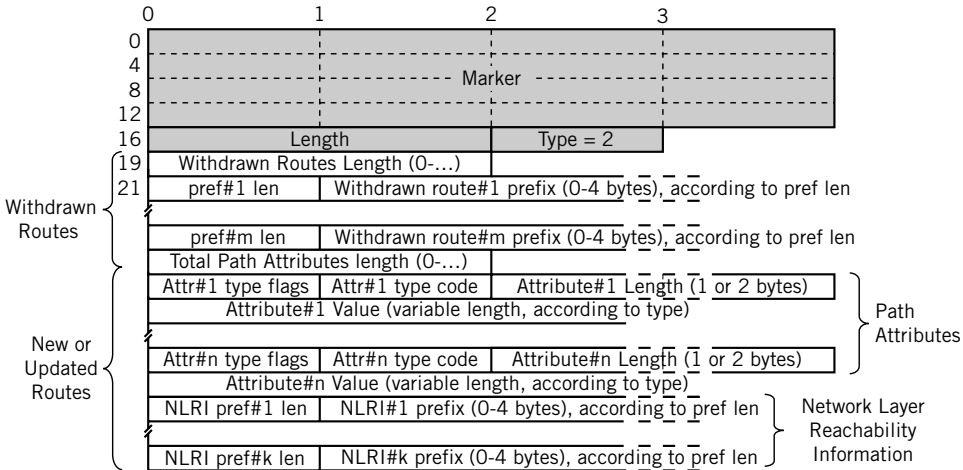 0 1 2 3
0
4
Marker
8
12
16 Length Type = 2
19 Withdrawn Routes Length (0-...)
21 pref#1 len Withdrawn route#1 prefix (0-4 bytes), according to pref len
Withdrawn
Routes
pref#m len Withdrawn route#m prefix (0-4 bytes), according to pref len
Total Path Attributes length (0-...)
Attr#1 type flags Attr#1 type code Attribute#1 Length (1 or 2 bytes)
Attribute#1 Value (variable length, according to type)
Path
Attributes
New or
Updated
Routes
Attr#n type flags Attr#n type code Attribute#n Length (1 or 2 bytes)
Attribute#n Value (variable length, according to type)
NLRI pref#1 len NLRI#1 prefix (0-4 bytes), according to pref len
Network Layer
Reachability
Information
NLRI pref#k len NLRI#k prefix (0-4 bytes), according to pref len